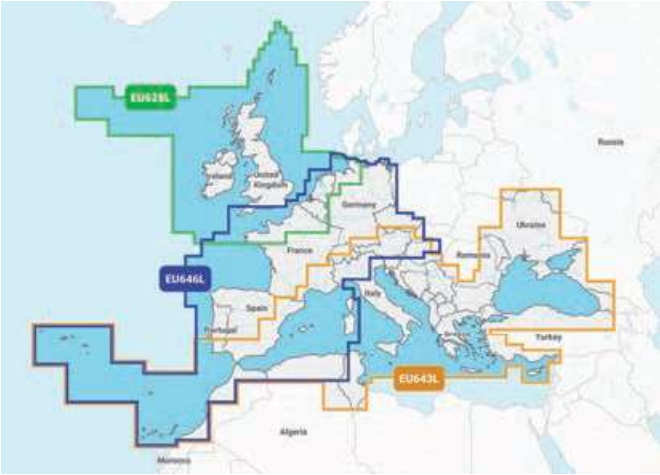 EU628L
Russia
Ireland
United
Kingdom
Germany
Ukraine
France
Romania
EU646L
Italy
Spain
Portugal
Turkey
EU643L
Algeria
Morocco